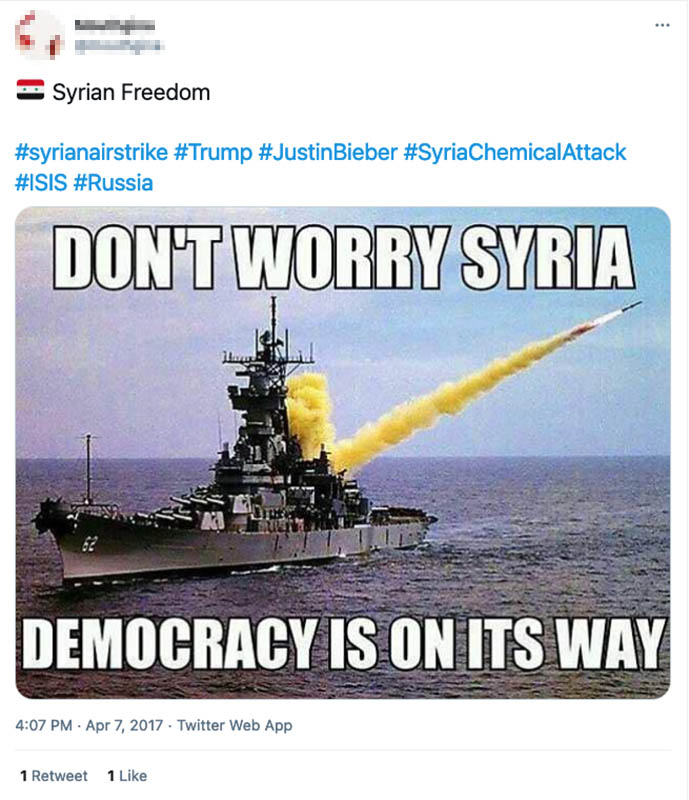 Syrian Freedom
#syrianairstrike #Trump #JustinBieber #SyriaChemicalAttack
#ISIS #Russia
DON'T WORRY SYRIA
62
DEMOCRACY IS ON ITS WAY
4:07 PM · Apr 7, 2017 · Twitter Web App
1 Retweet 1 Like